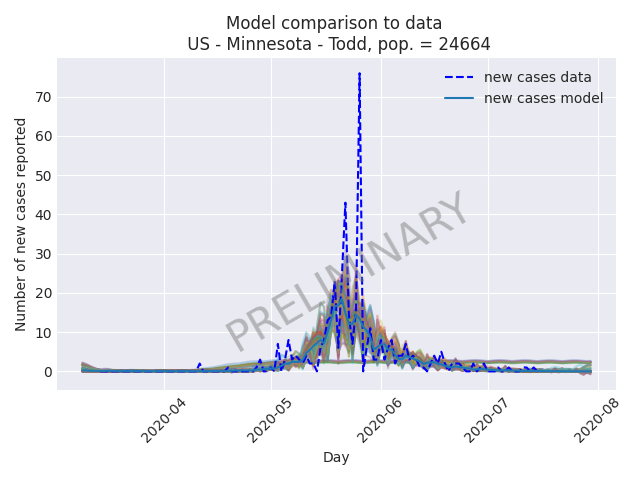 Model comparison to data
US - Minnesota - Todd, pop. = 24664
new cases data
new cases model
Number of new cases reported
70
60
50
40
30
20
10
0
PRELIMINARY
2020-04
2020-05
2020-06
2020-07
2020-08
Day